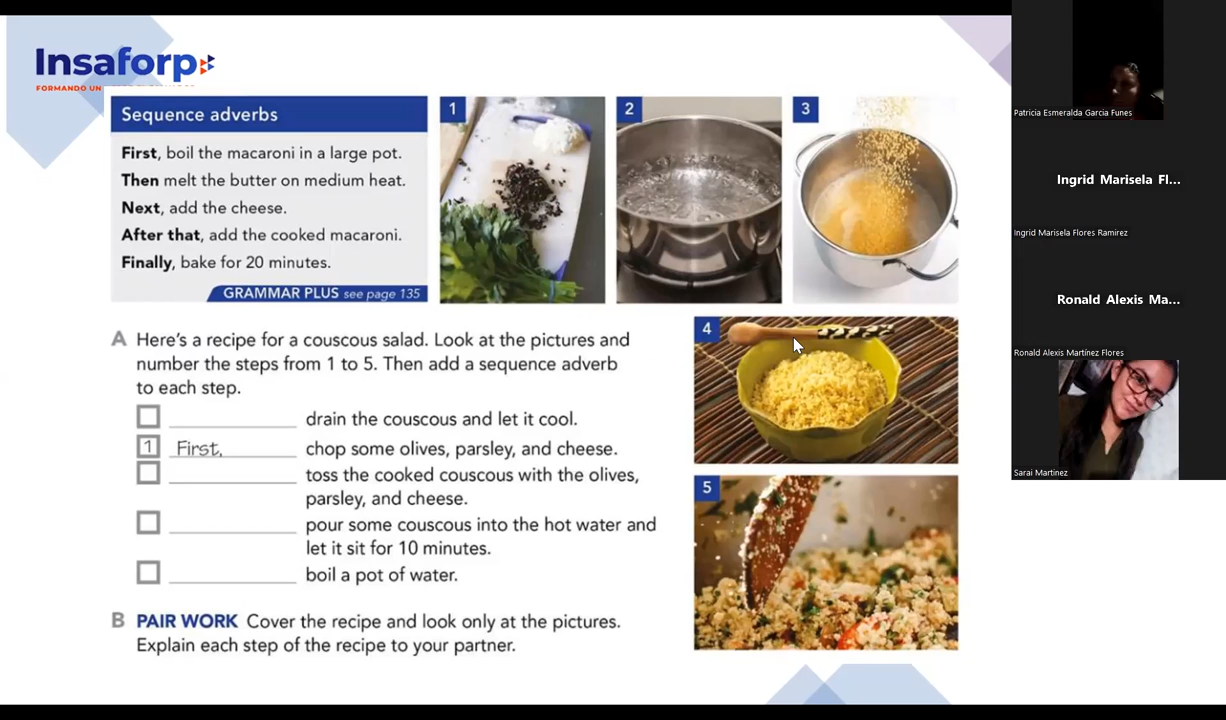 Insaforp
FORMANDO UN
Sequence adverbs
First, boil the macaroni in a large pot.
Then melt the butter on medium heat.
Next, add the cheese.
After that, add the cooked macaroni.
Finally, bake for 20 minutes.
GRAMMAR PLUS see page 135
1
2
3
4
5
A Here's a recipe for a couscous salad. Look at the pictures and
number the steps from 1 to 5. Then add a sequence adverb
to each step.
drain the couscous and let it cool.
1 First, chop some olives, parsley, and cheese.
toss the cooked couscous with the olives,
parsley, and cheese.
pour some couscous into the hot water and
let it sit for 10 minutes.
boil a pot of water.
B PAIR WORK Cover the recipe and look only at the pictures.
Explain each step of the recipe to your partner.
Patricia Esmeralda Garcia Funes
Ingrid Marisela Fl...
Ingrid Marisela Flores Ramirez
Ronald Alexis Ma...
Ronald Alexis Martínez Flores
Sarai Martinez